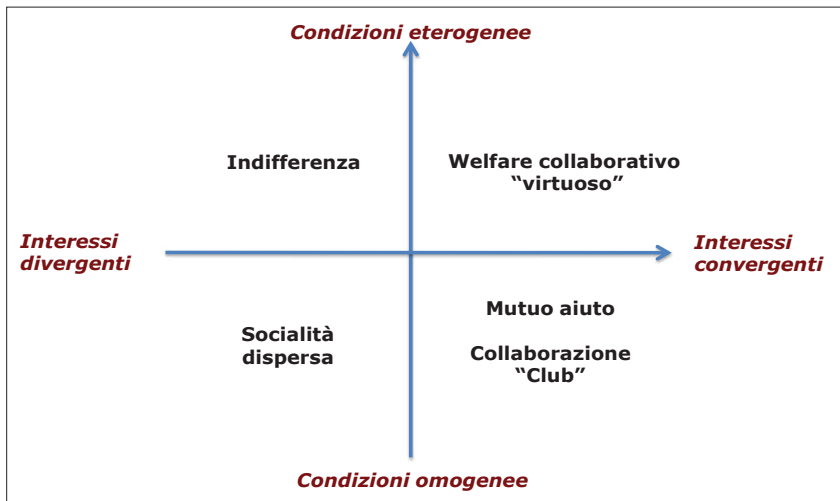 Condizioni eterogenee
Indifferenza
Welfare collaborativo
“virtuoso”
Interessi
divergenti
Interessi
convergenti
Socialità
dispersa
Mutuo aiuto
Collaborazione
“Club”
Condizioni omogenee